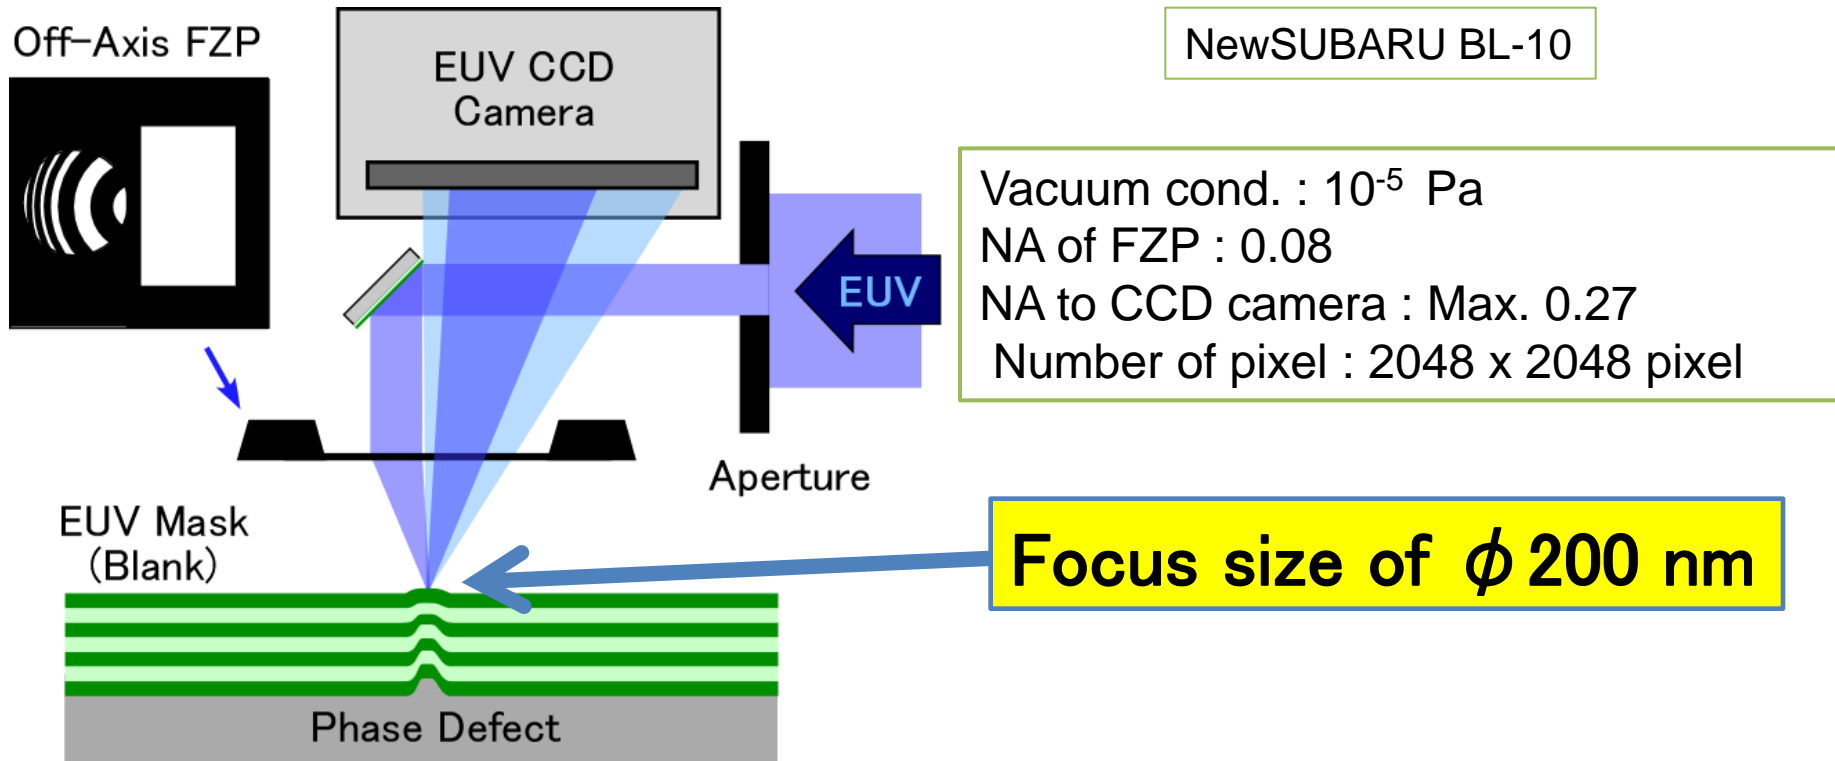 Off-Axis FZP
EUV CCD
Camera
NewSUBARU BL-10
Vacuum cond. : 10⁻⁵ Pa
NA of FZP : 0.08
NA to CCD camera : Max. 0.27
Number of pixel : 2048 x 2048 pixel
EUV
Aperture
EUV Mask
(Blank)
Focus size of φ200 nm
Phase Defect